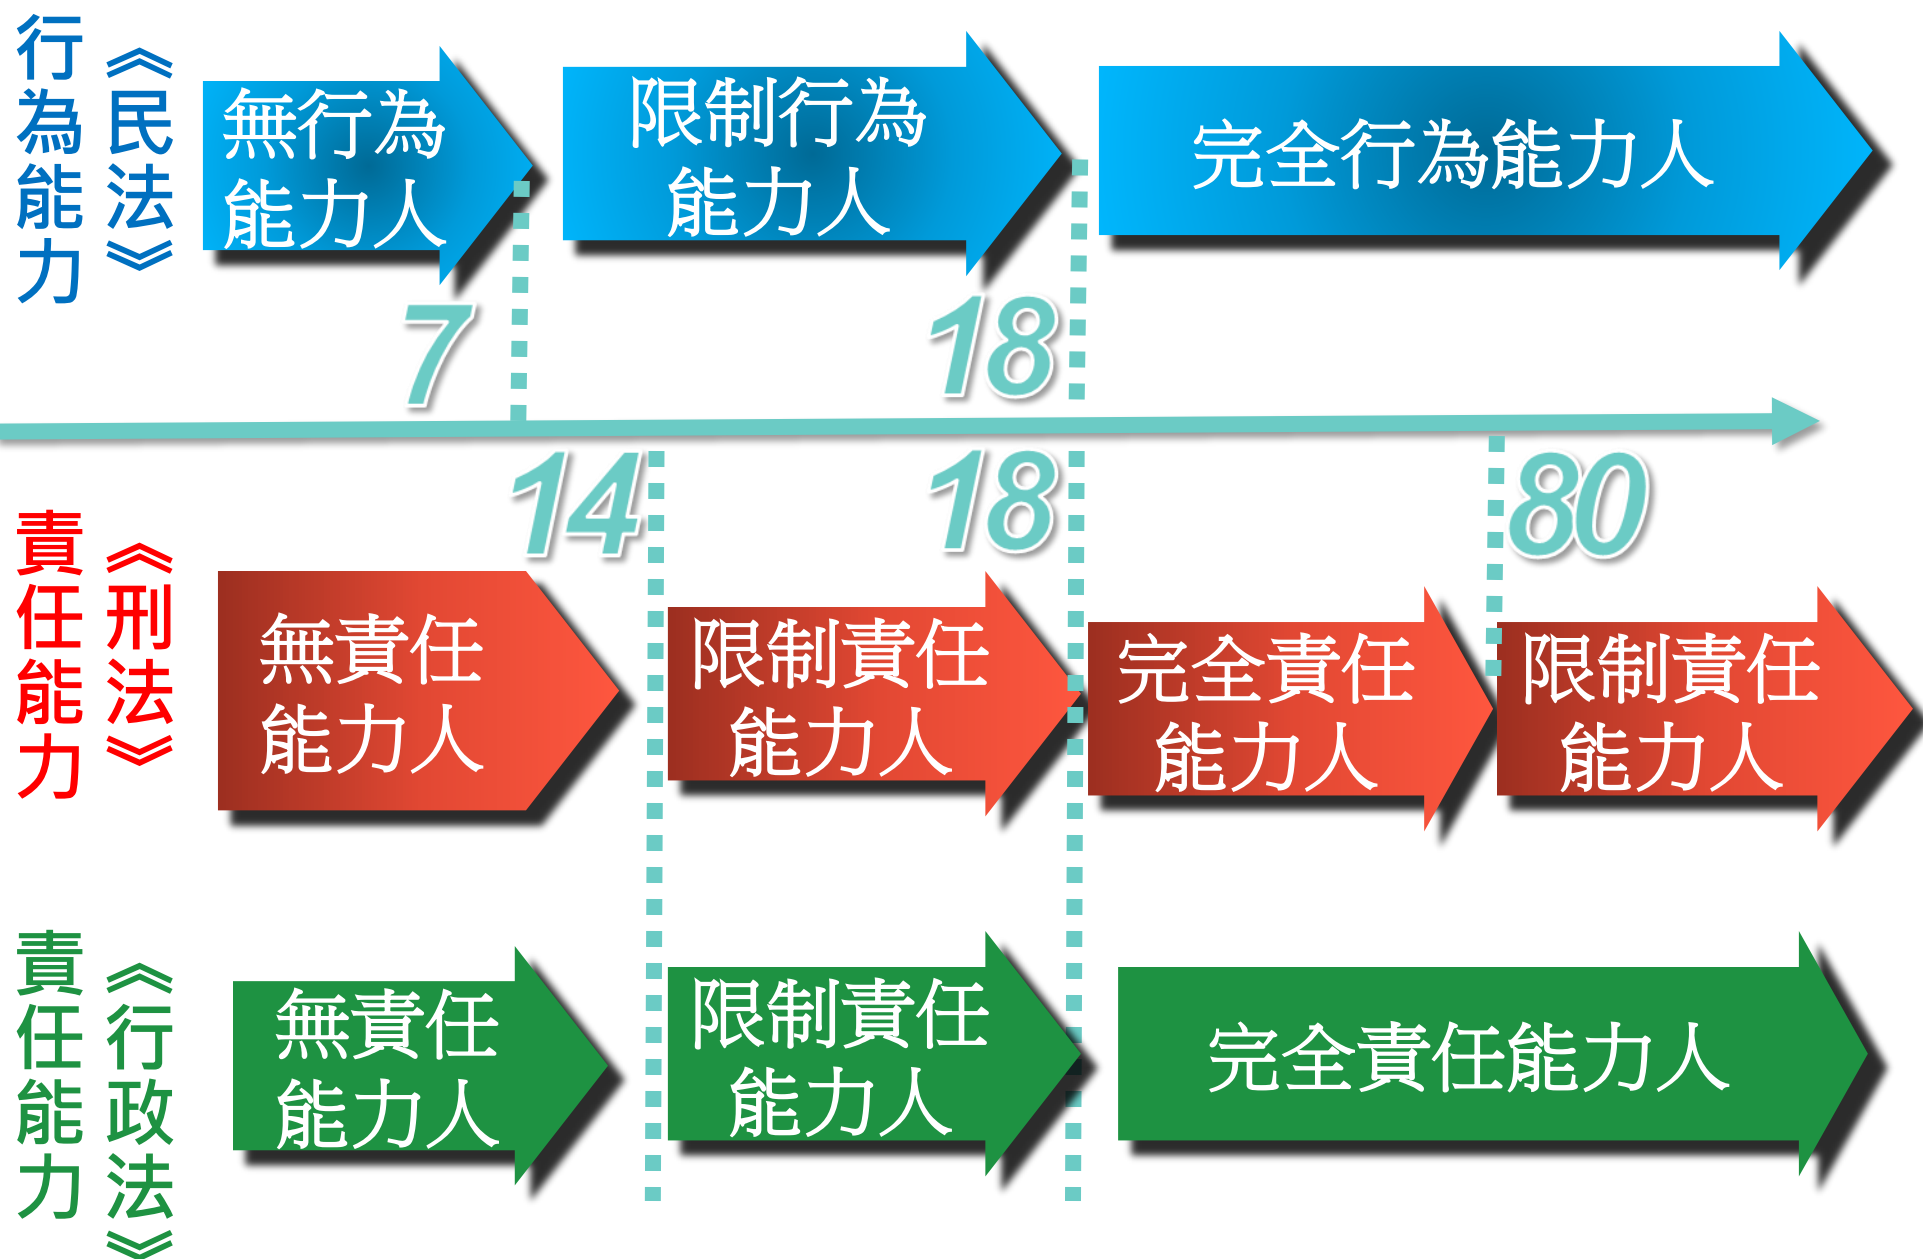 《民法》
行為能力
無行為
能力人
限制行為
能力人
完全行為能力人
7
18
14
18
80
《刑法》
責任能力
無責任
能力人
限制責任
能力人
完全責任
能力人
限制責任
能力人
《行政法》
責任能力
無責任
能力人
限制責任
能力人
完全責任能力人